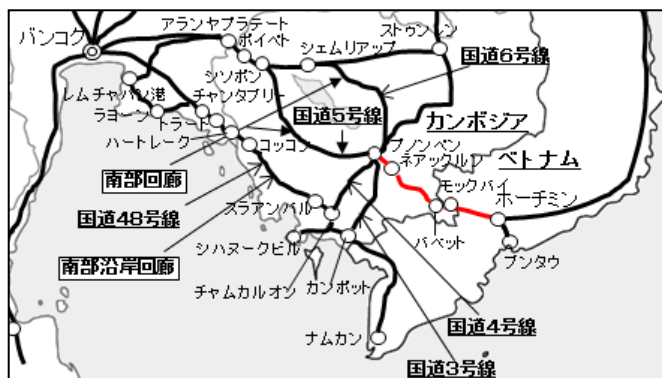 アランヤプラテート
バンコク
ポイペト
ストゥントレン
シェムリアップ
国道6号線
シソポン
レムチャバン港
チャンタブリー
ラヨーン
トラート
国道5号線
カンボジア
プノンペン
ハートレーク
コッコン
ネアックルン
ベトナム
南部回廊
モックバイ
ホーチミン
国道48号線
スラアンバル
シハヌークビル
バベット
ブンタウ
南部沿岸回廊
チャムカルオン
カンポット
国道4号線
ナムカン
国道3号線